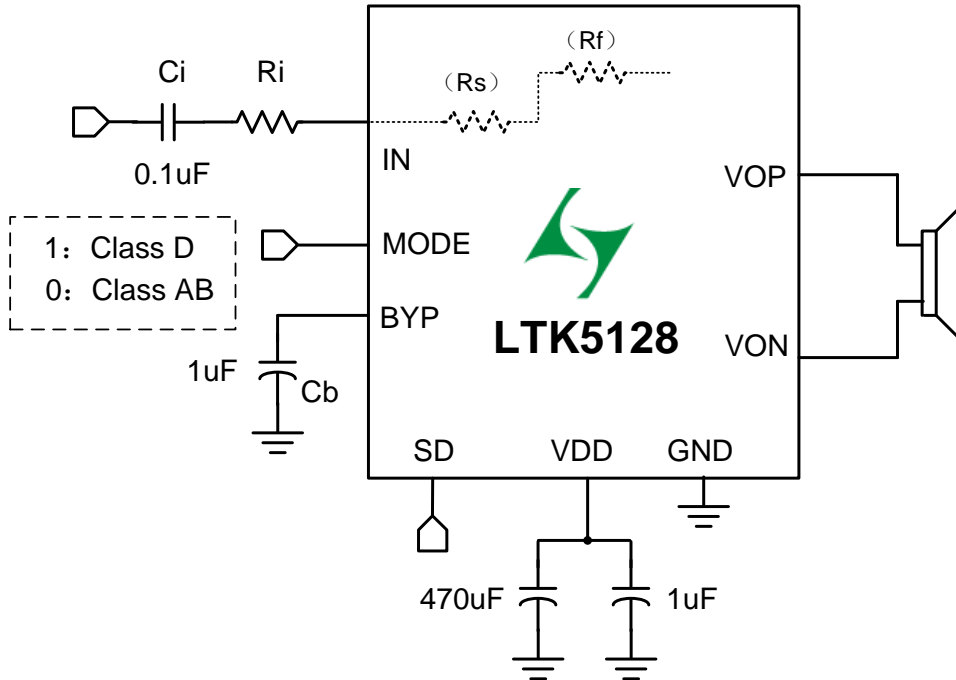 Ci
Ri
（Rs）
（Rf）
0.1uF
IN
VOP
1：Class D
0：Class AB
MODE
BYP
LTK5128
VON
1uF
Cb
SD
VDD
GND
470uF
1uF